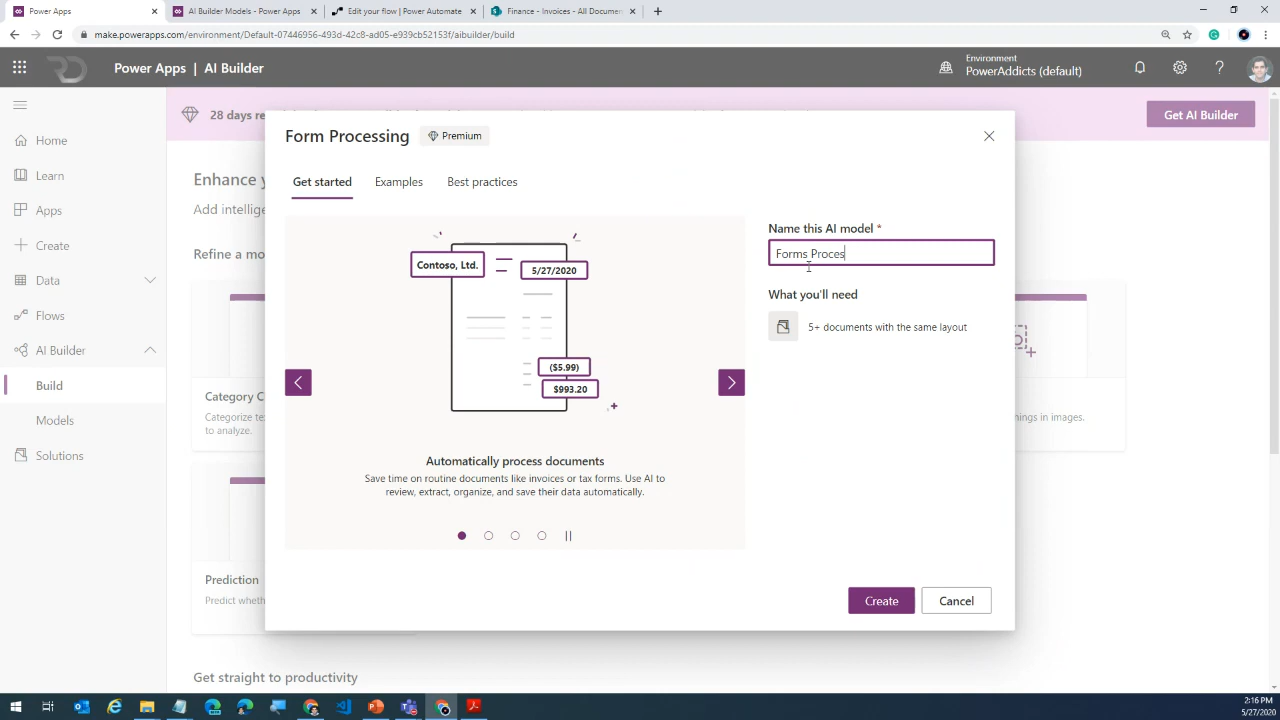 Power Apps
AI Builder Models - Power Apps
Edit your flow | Power Automate
Finance - Invoices - All Documen
make.powerapps.com/environment/Default-07446956-493d-42c8-ad05-e939cb52153f/aibuilder/build
Power Apps | AI Builder
Environment
PowerAddicts (default)
28 days re
Get AI Builder
Home
Learn
Apps
Create
Data
Flows
AI Builder
Build
Models
Solutions
Enhance y
Add intellige
Refine a mo
Category C
Categorize te
to analyze.
ings in images.
Prediction
Predict wheth
Get straight to productivity
Form Processing
Premium
Get started
Examples
Best practices
Contoso, Ltd.
5/27/2020
($5.99)
$993.20
Automatically process documents
Save time on routine documents like invoices or tax forms. Use AI to
review, extract, organize, and save their data automatically.
Name this AI model *
Forms Proces
What you'll need
5+ documents with the same layout
Create
Cancel
2:16 PM
5/27/2020